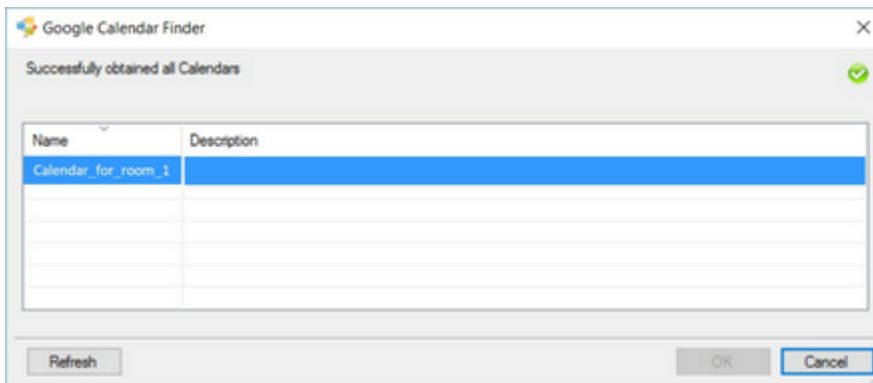 Google Calendar Finder
Successfully obtained all Calendars
Name Description
Calendar_for_room_1
Refresh OK Cancel